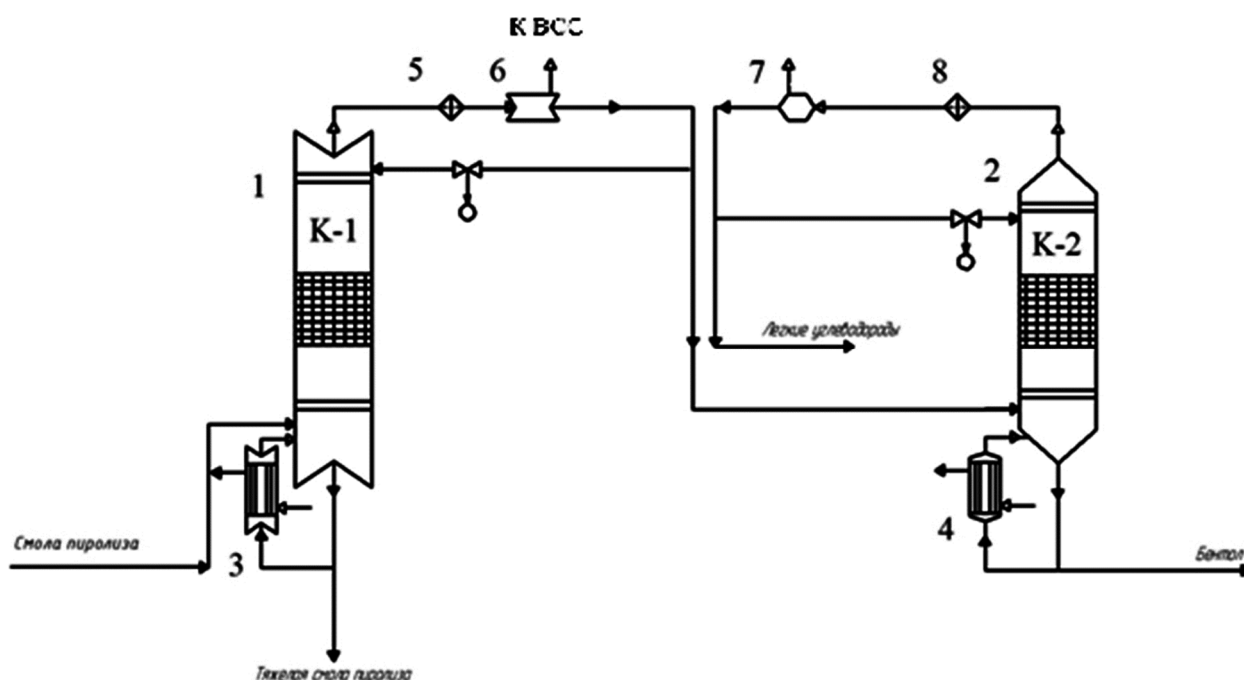 К ВСС
5
6
7
8
1
2
К-1
К-2
Легкие углеводороды
Смола пиролиза
3
4
Бензол
Тяжелая смола пиролиза